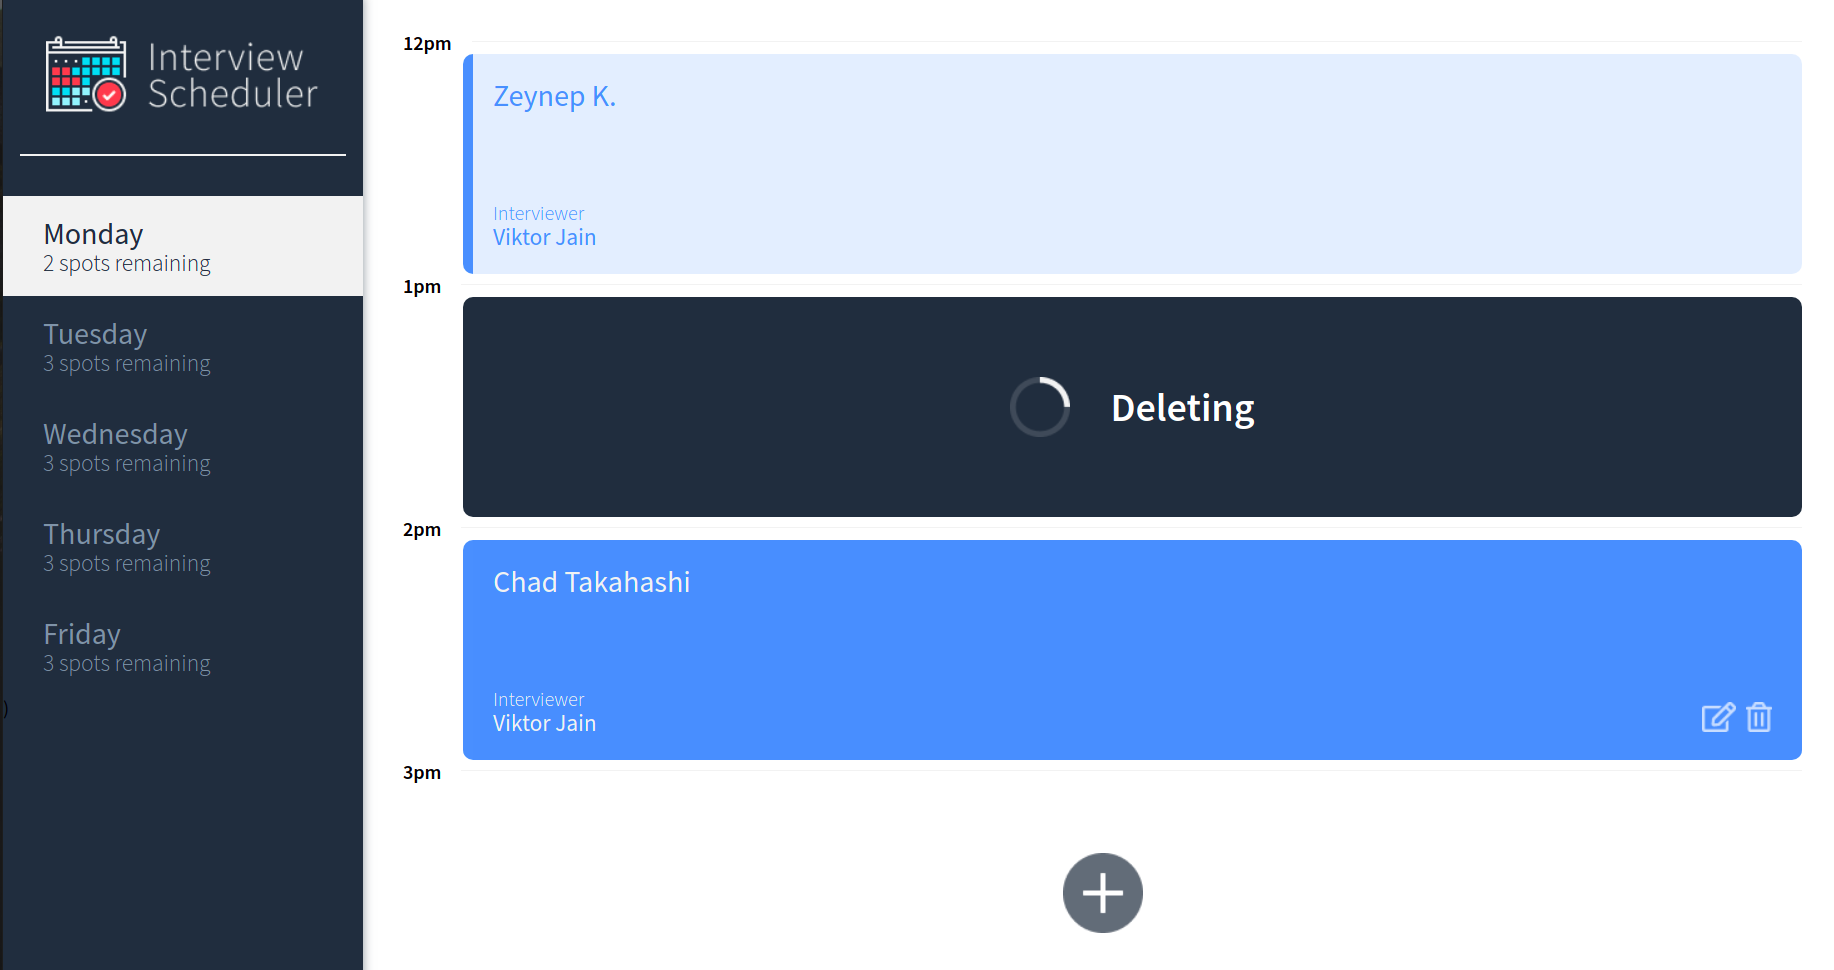 Interview
Scheduler
Monday
2 spots remaining
Tuesday
3 spots remaining
Wednesday
3 spots remaining
Thursday
3 spots remaining
Friday
3 spots remaining
)
12pm
Zeynep K.
Interviewer
Viktor Jain
1pm
Deleting
2pm
Chad Takahashi
Interviewer
Viktor Jain
3pm